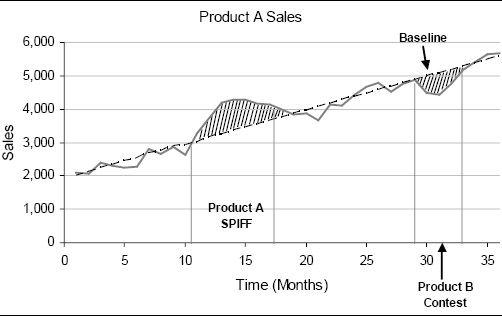 Product A Sales
Baseline
6,000
5,000
4,000
3,000
2,000
1,000
0
Sales
Product A
SPIFF
0 5 10 15 20 25 30 35
Time (Months)
Product B
Contest